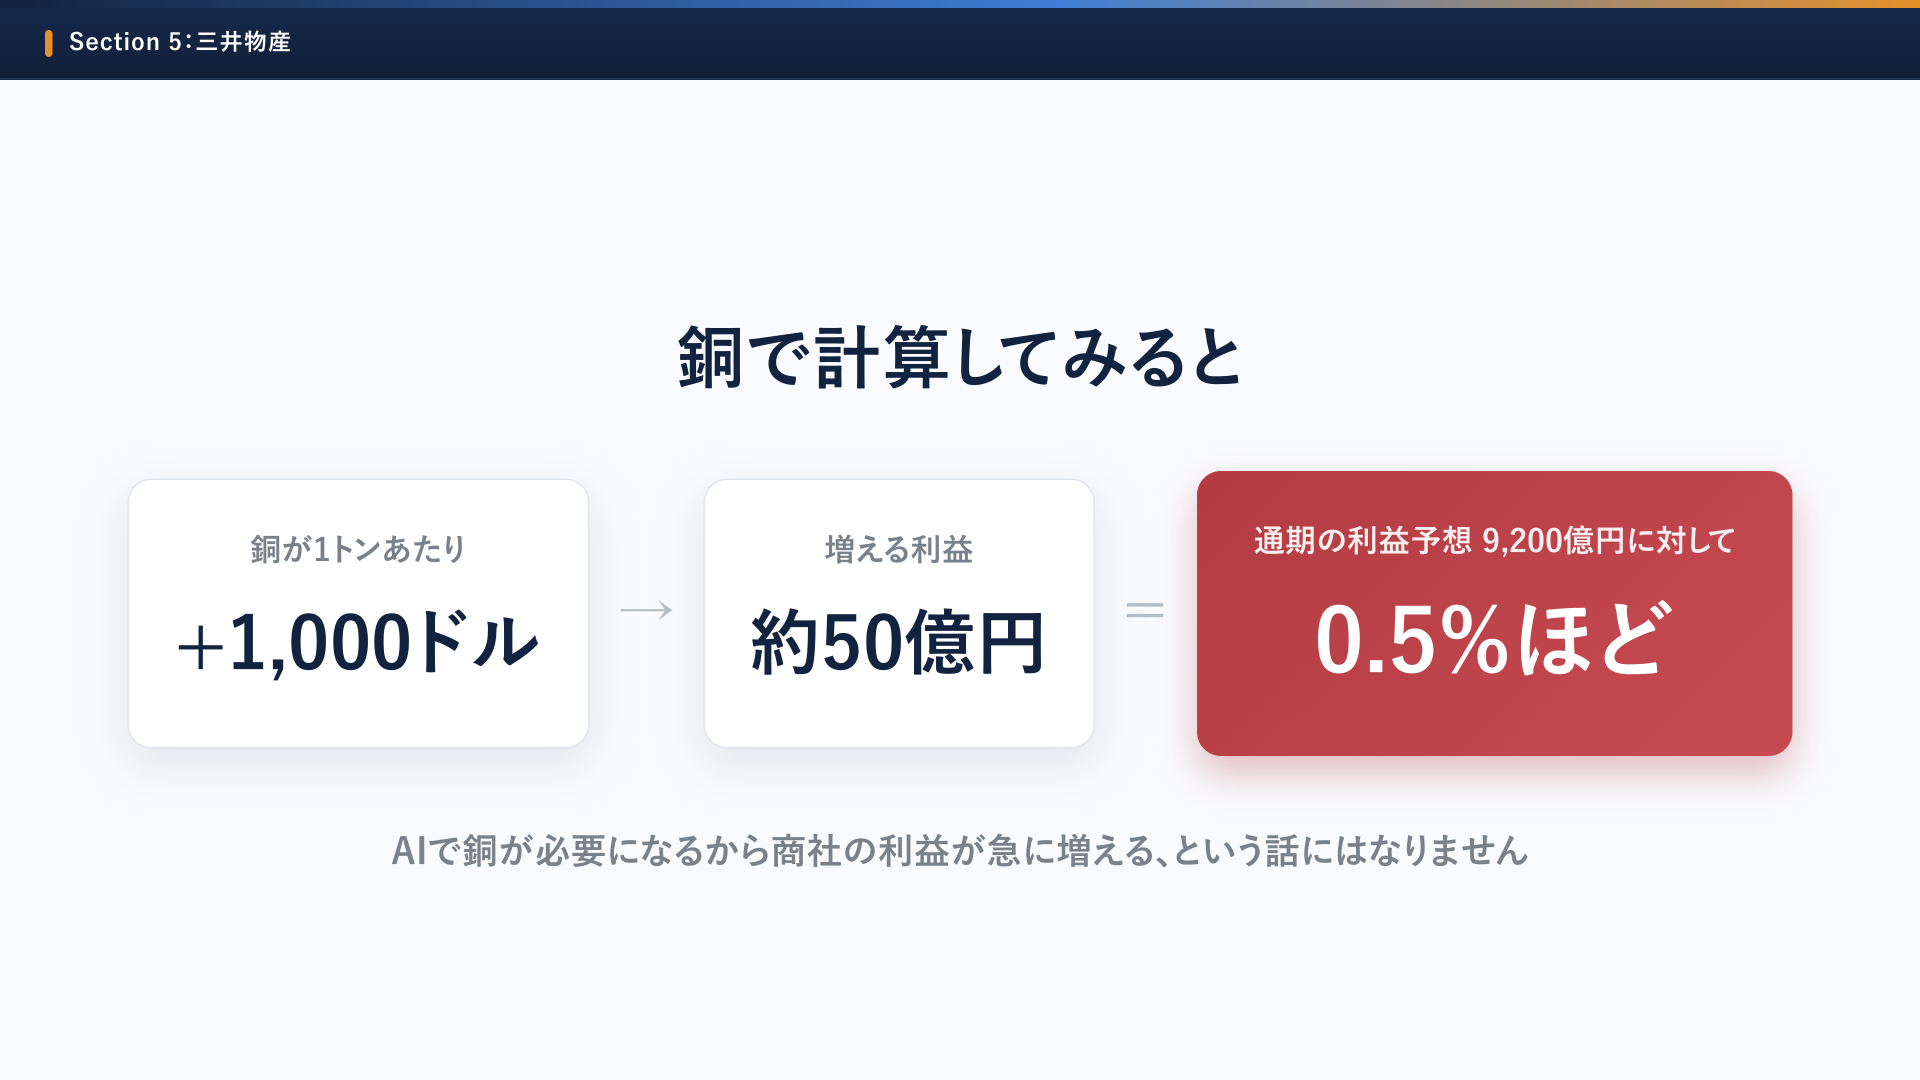 Section 5：三井物産
銅で計算してみると
銅が1トンあたり
＋1,000ドル
→
増える利益
約50億円
＝
通期の利益予想 9,200億円に対して
0.5%ほど
AIで銅が必要になるから商社の利益が急に増える、という話にはなりません